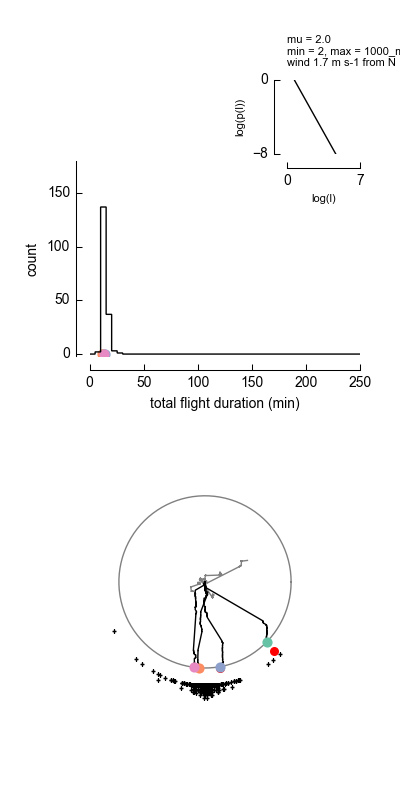 mu = 2.0
min = 2, max = 1000_m
wind 1.7 m s-1 from N
0
log(p(l))
−8
0 7
log(l)
150
100
count
50
0
0 50 100 150 200 250
total flight duration (min)